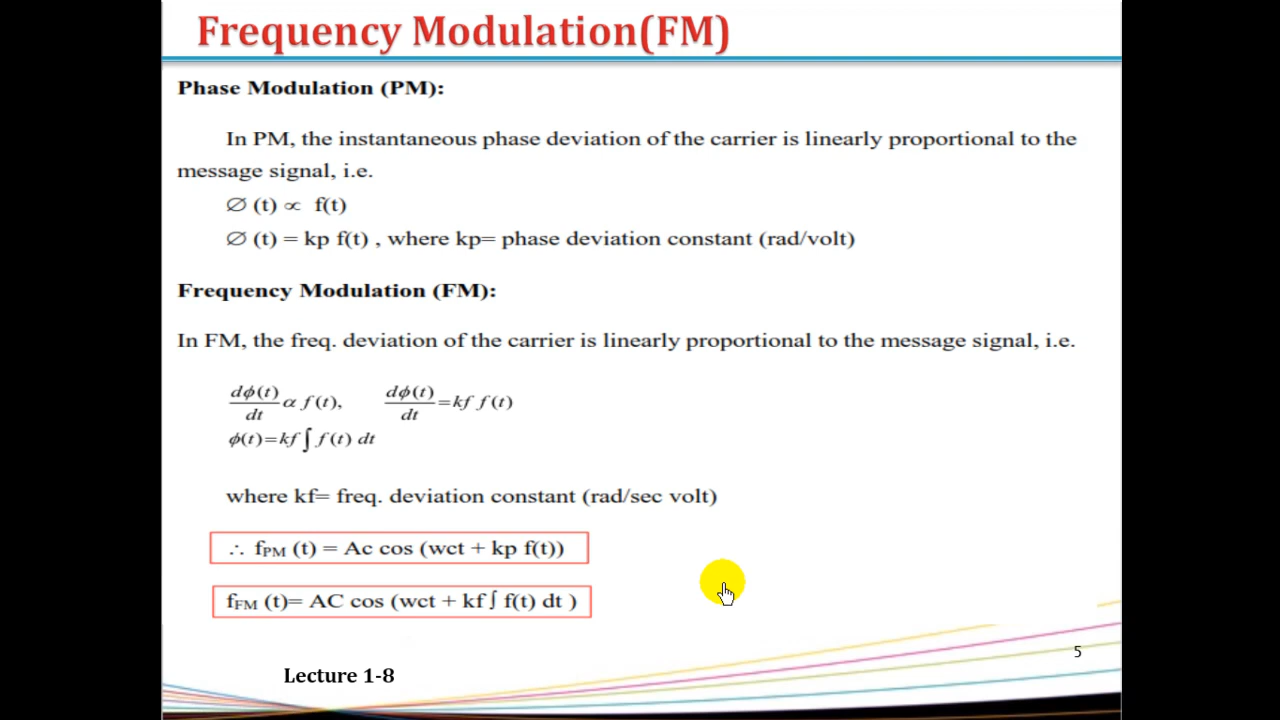 Frequency Modulation(FM)
Phase Modulation (PM):
In PM, the instantaneous phase deviation of the carrier is linearly proportional to the
message signal, i.e.
∅ (t) ∝ f(t)
∅ (t) = kp f(t) , where kp= phase deviation constant (rad/volt)
Frequency Modulation (FM):
In FM, the freq. deviation of the carrier is linearly proportional to the message signal, i.e.
dϕ(t)/dt α f(t), dϕ(t)/dt =kf f(t)
ϕ(t)=kf ∫ f(t) dt
where kf= freq. deviation constant (rad/sec volt)
∴ fPM (t) = Ac cos (wct + kp f(t))
fFM (t)= AC cos (wct + kf ∫ f(t) dt )
5
Lecture 1-8